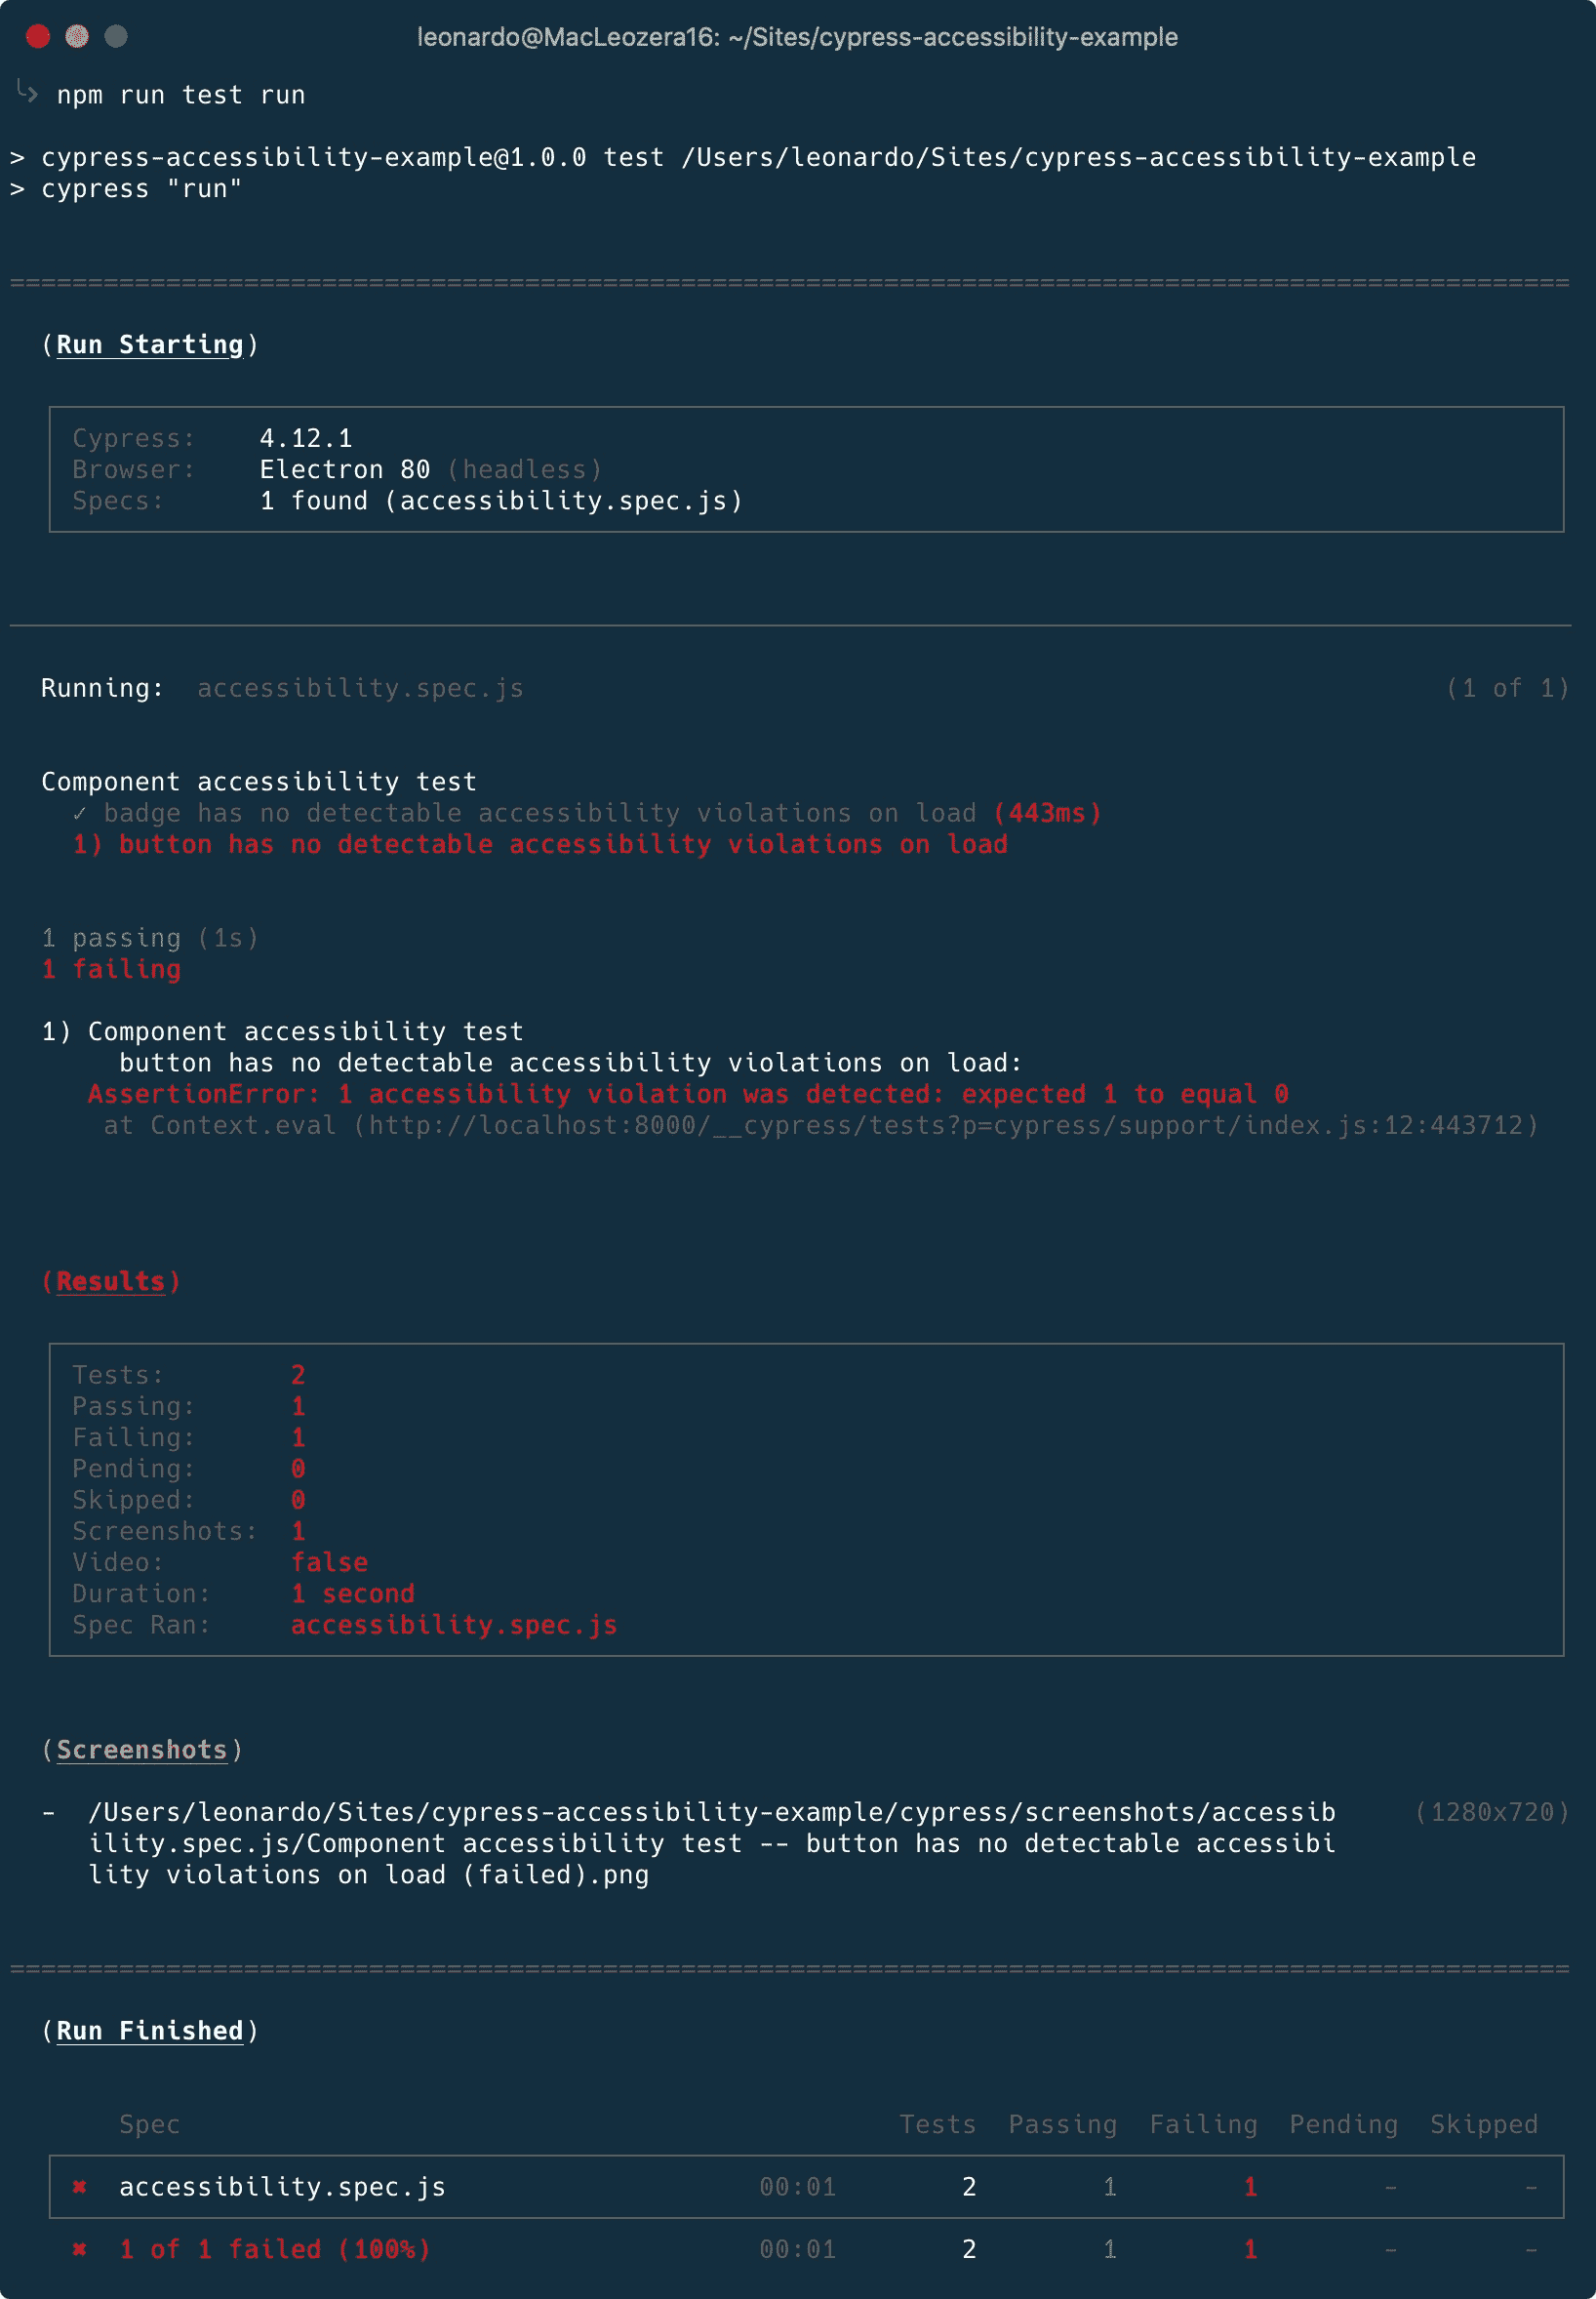 leonardo@MacLeozera16: ~/Sites/cypress-accessibility-example
npm run test run
> cypress-accessibility-example@1.0.0 test /Users/leonardo/Sites/cypress-accessibility-example
> cypress "run"
====================================================================================================
(Run Starting)
Cypress: 4.12.1
Browser: Electron 80 (headless)
Specs: 1 found (accessibility.spec.js)
Running: accessibility.spec.js (1 of 1)
Component accessibility test
✓ badge has no detectable accessibility violations on load (443ms)
1) button has no detectable accessibility violations on load
1 passing (1s)
1 failing
1) Component accessibility test
button has no detectable accessibility violations on load:
AssertionError: 1 accessibility violation was detected: expected 1 to equal 0
at Context.eval (http://localhost:8000/__cypress/tests?p=cypress/support/index.js:12:443712)
(Results)
Tests: 2
Passing: 1
Failing: 1
Pending: 0
Skipped: 0
Screenshots: 1
Video: false
Duration: 1 second
Spec Ran: accessibility.spec.js
(Screenshots)
- /Users/leonardo/Sites/cypress-accessibility-example/cypress/screenshots/accessib (1280x720)
ility.spec.js/Component accessibility test -- button has no detectable accessibi
lity violations on load (failed).png
====================================================================================================
(Run Finished)
Spec Tests Passing Failing Pending Skipped
✖ accessibility.spec.js 00:01 2 1 1 - -
✖ 1 of 1 failed (100%) 00:01 2 1 1 - -